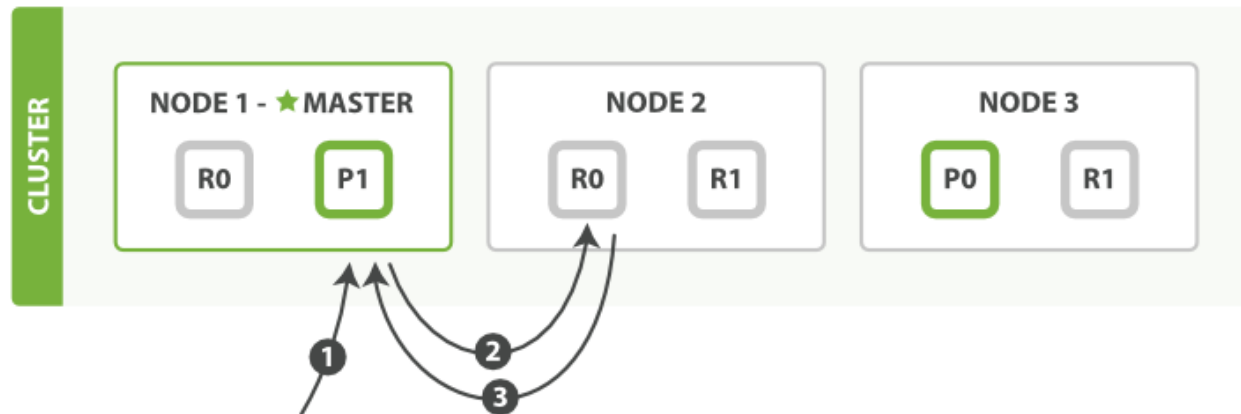 CLUSTER
NODE 1 - ★ MASTER
R0
P1
NODE 2
R0
R1
NODE 3
P0
R1
1
2
3